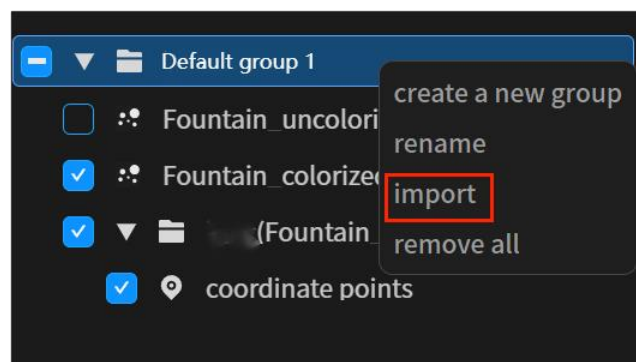 Default group 1
create a new group
Fountain_uncolori
rename
Fountain_colorized
import
(Fountain_
remove all
coordinate points